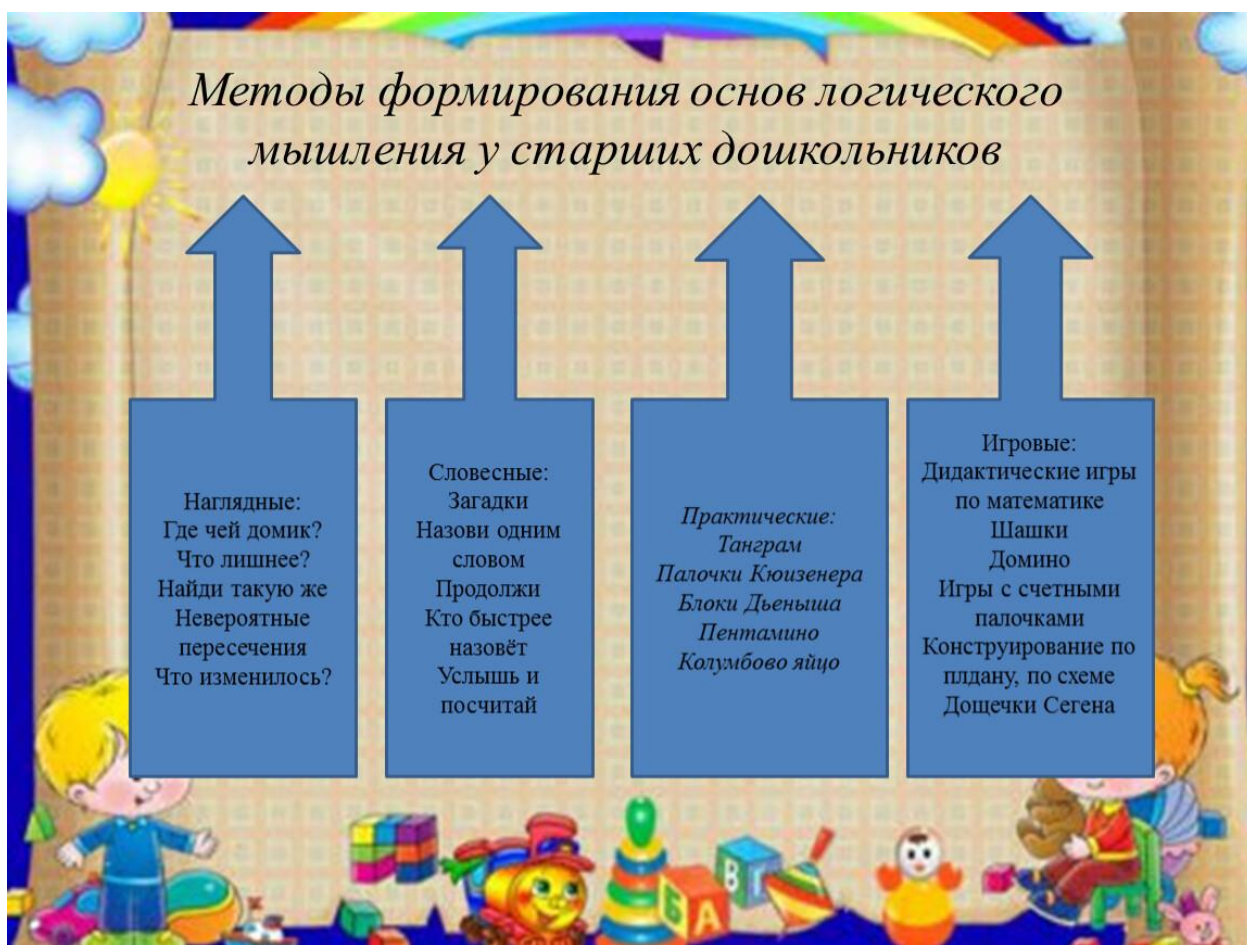 Методы формирования основ логического
мышления у старших дошкольников
Наглядные:
Где чей домик?
Что лишнее?
Найди такую же
Невероятные
пересечения
Что изменилось?
Словесные:
Загадки
Назови одним
словом
Продолжи
Кто быстрее
назовёт
Услышь и
посчитай
Практические:
Танграм
Палочки Кюизенера
Блоки Дьеныша
Пентамино
Колумбово яйцо
Игровые:
Дидактические игры
по математике
Шашки
Домино
Игры с счетными
палочками
Конструирование по
плдану, по схеме
Дощечки Сегена
Б
А
В
Г